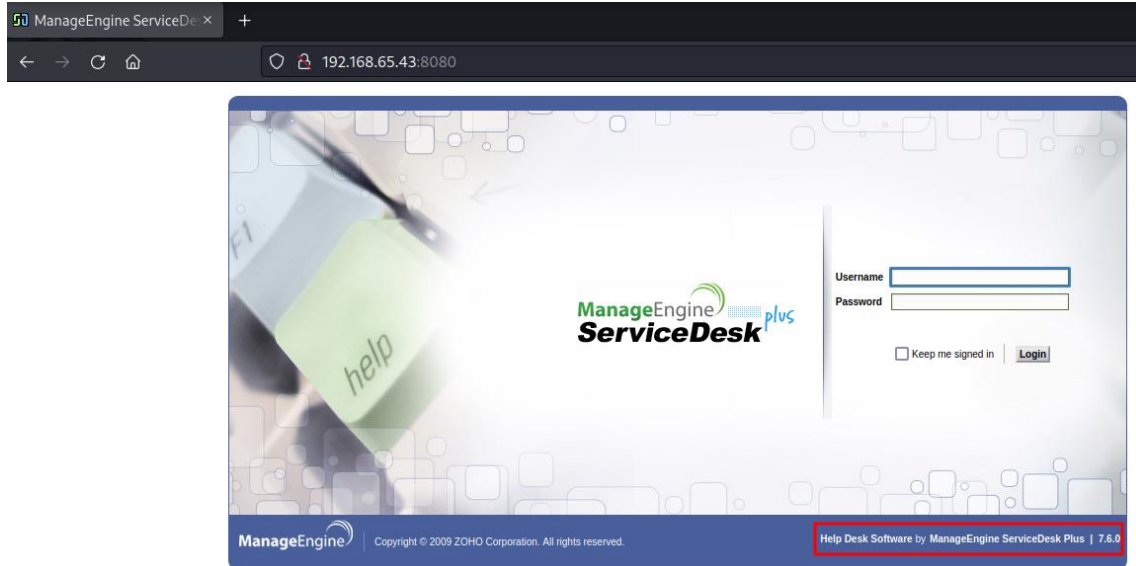 ManageEngine ServiceDe
192.168.65.43:8080
F1
help
ManageEngine
ServiceDesk plus
Username
Password
Keep me signed in
Login
ManageEngine
Copyright © 2009 ZOHO Corporation. All rights reserved.
Help Desk Software by ManageEngine ServiceDesk Plus | 7.6.0